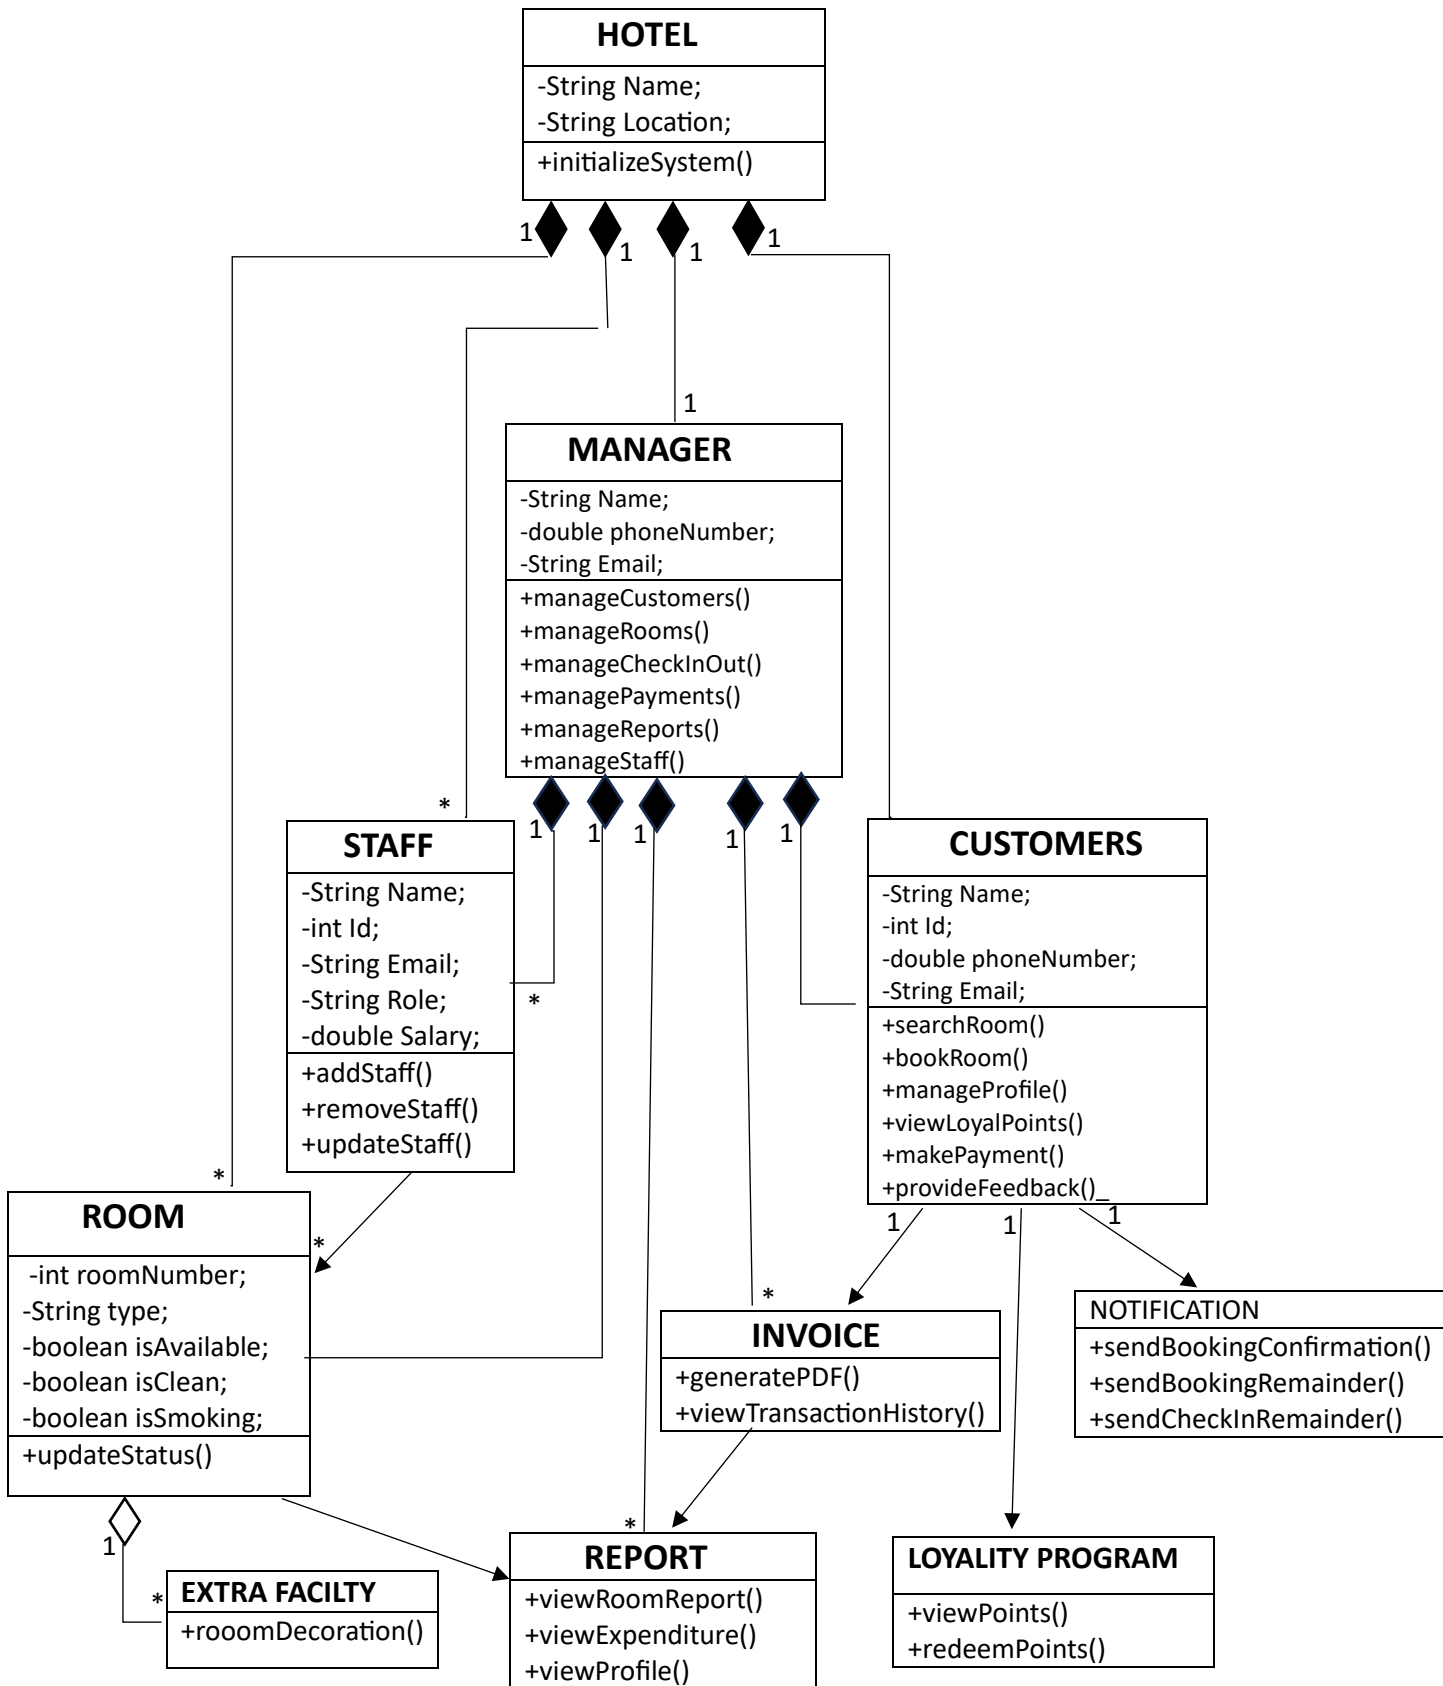 HOTEL
-String Name;
-String Location;
+initializeSystem()
1
1
1
1
1
MANAGER
-String Name;
-double phoneNumber;
-String Email;
+manageCustomers()
+manageRooms()
+manageCheckInOut()
+managePayments()
+manageReports()
+manageStaff()
1
1
1
1
1
*
STAFF
-String Name;
-int Id;
-String Email;
-String Role;
-double Salary;
+addStaff()
+removeStaff()
+updateStaff()
*
CUSTOMERS
-String Name;
-int Id;
-double phoneNumber;
-String Email;
+searchRoom()
+bookRoom()
+manageProfile()
+viewLoyalPoints()
+makePayment()
+provideFeedback()_
1
1
1
*
ROOM
-int roomNumber;
-String type;
-boolean isAvailable;
-boolean isClean;
-boolean isSmoking;
+updateStatus()
*
*
INVOICE
+generatePDF()
+viewTransactionHistory()
NOTIFICATION
+sendBookingConfirmation()
+sendBookingRemainder()
+sendCheckInRemainder()
1
*
EXTRA FACILTY
+rooomDecoration()
*
REPORT
+viewRoomReport()
+viewExpenditure()
+viewProfile()
LOYALITY PROGRAM
+viewPoints()
+redeemPoints()